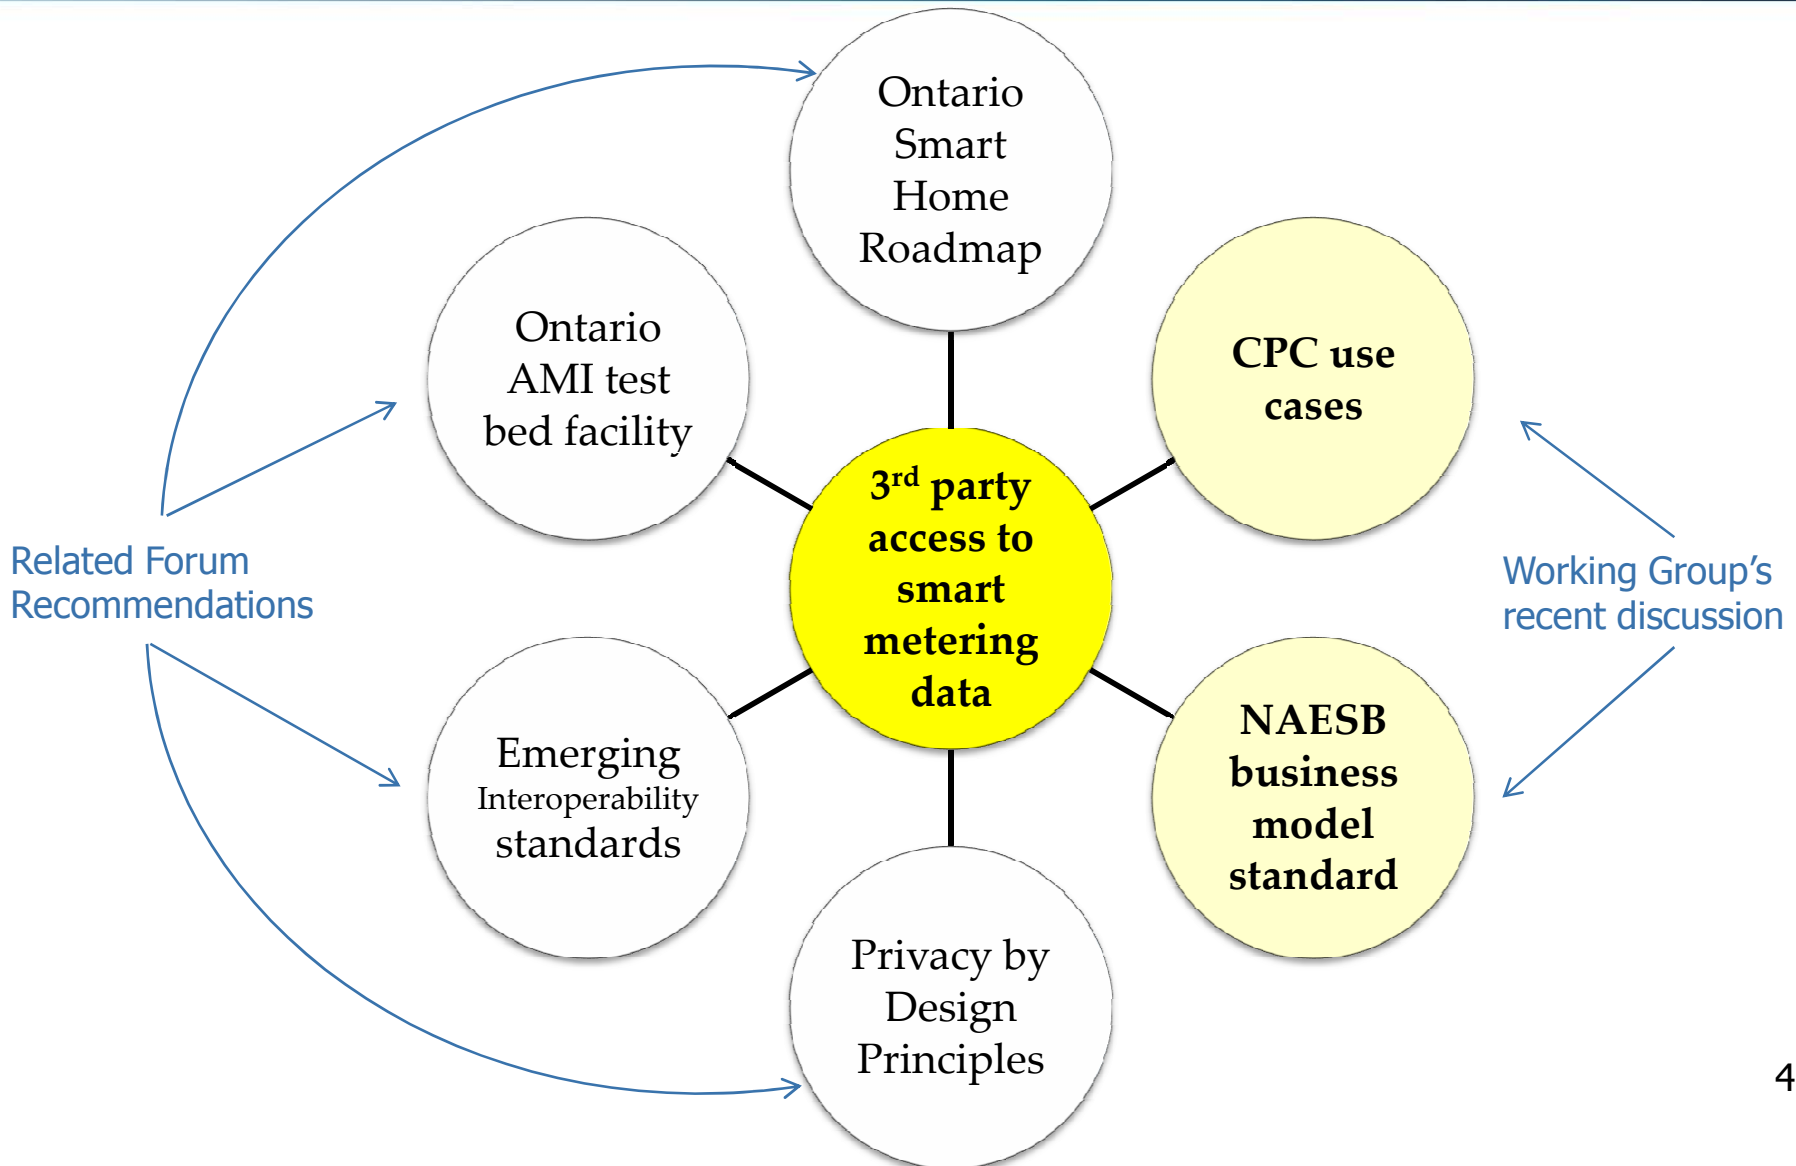 Ontario
Smart
Home
Roadmap
Ontario
AMI test
bed facility
CPC use
cases
3rd party
access to
smart
metering
data
Related Forum
Recommendations
Working Group’s
recent discussion
Emerging
Interoperability
standards
NAESB
business
model
standard
Privacy by
Design
Principles
4